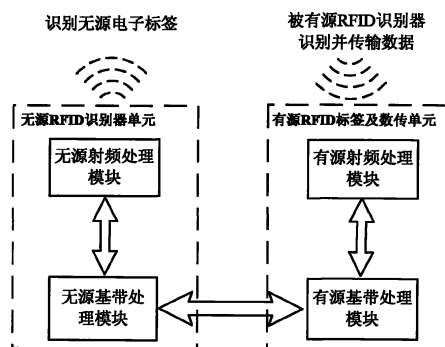 识别无源电子标签
被有源RFID识别器
识别并传输数据
无源RFID识别器单元
有源RFID标签及数传单元
无源射频处理
模块
有源射频处理
模块
无源基带处
理模块
有源基带处理
模块